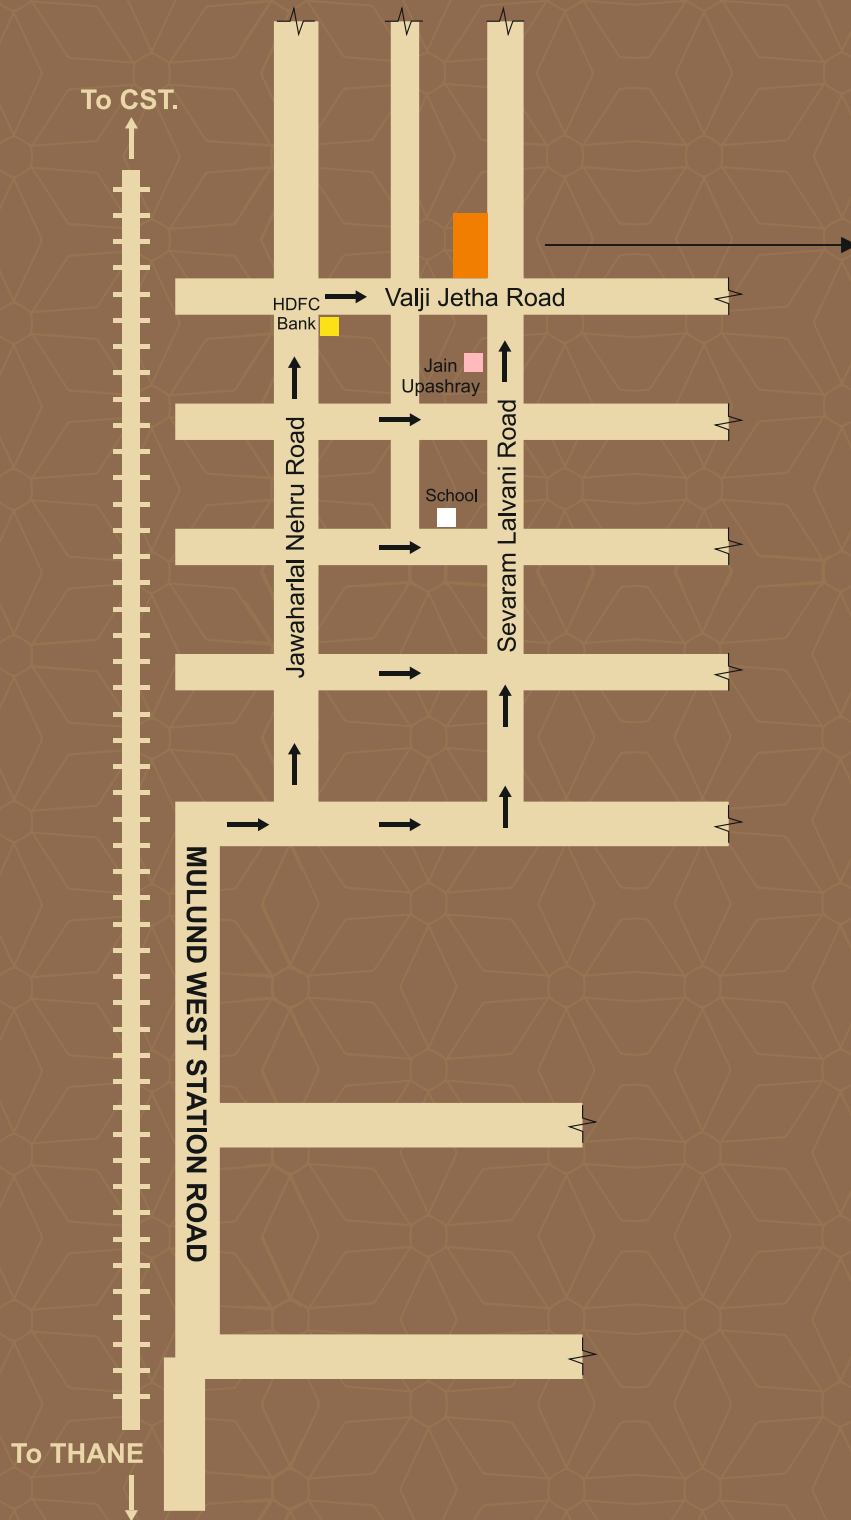 To CST.
HDFC
Bank
Valji Jetha Road
Jain
Upashray
Jawaharlal Nehru Road
Sevaram Lalvani Road
School
MULUND WEST STATION ROAD
To THANE